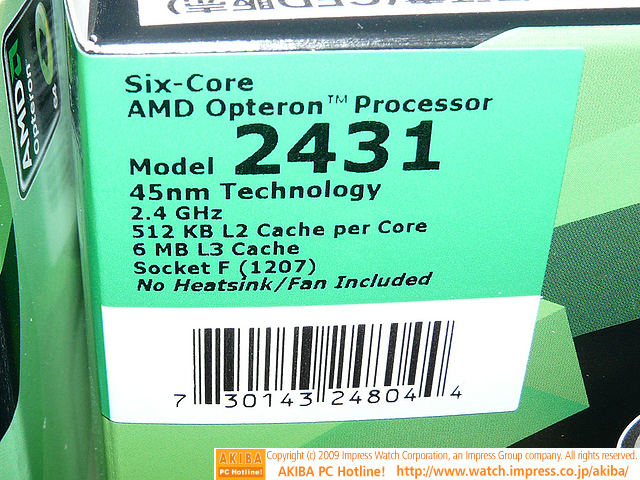 AMD
Opteron
Six-Core
AMD Opteron™ Processor
Model 2431
45nm Technology
2.4 GHz
512 KB L2 Cache per Core
6 MB L3 Cache
Socket F (1207)
No Heatsink/Fan Included
7 30143 24804 4
AKIBA
PC Hotline!
Copyright (c) 2009 Impress Watch Corporation, an Impress Group company. All rights reserved.
AKIBA PC Hotline! http://www.watch.impress.co.jp/akiba/